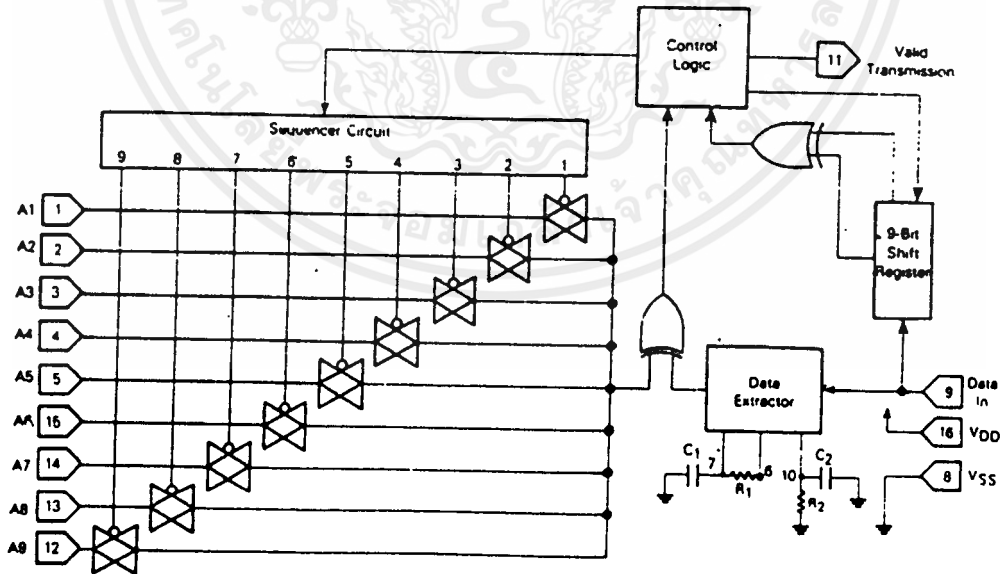 Control
Logic
11
Valid
Transmission
Sequencer Circuit
9 8 7 6 5 4 3 2 1
A1 1
A2 2
A3 3
A4 4
A5 5
A6 15
A7 14
A8 13
A9 12
9-Bit
Shift
Register
Data
Extractor
9 Data
In
16 VDD
8 VSS
C1 7 R1 6 10 C2
R2